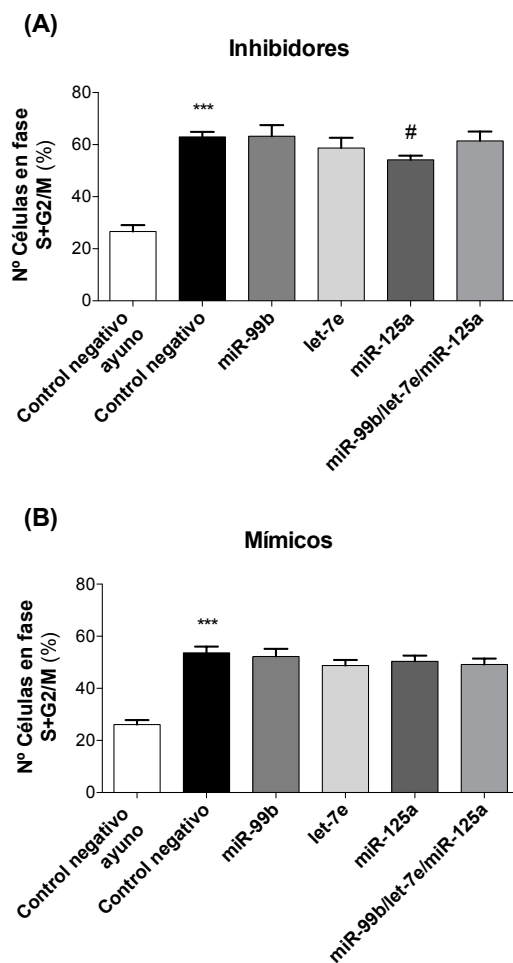 (A)
Inhibidores
Nº Células en fase
S+G2/M (%)
80
60
40
20
0
***
#
Control negativo
ayuno
Control negativo
miR-99b
let-7e
miR-125a
miR-99b/let-7e/miR-125a
(B)
Mímicos
Nº Células en fase
S+G2/M (%)
80
60
40
20
0
***
Control negativo
ayuno
Control negativo
miR-99b
let-7e
miR-125a
miR-99b/let-7e/miR-125a